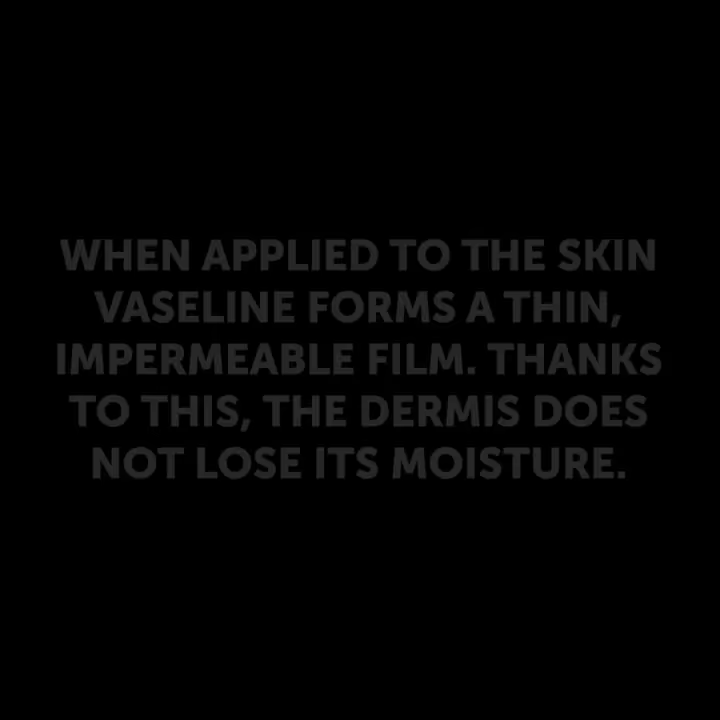 WHEN APPLIED TO THE SKIN
VASELINE FORMS A THIN,
IMPERMEABLE FILM. THANKS
TO THIS, THE DERMIS DOES
NOT LOSE ITS MOISTURE.